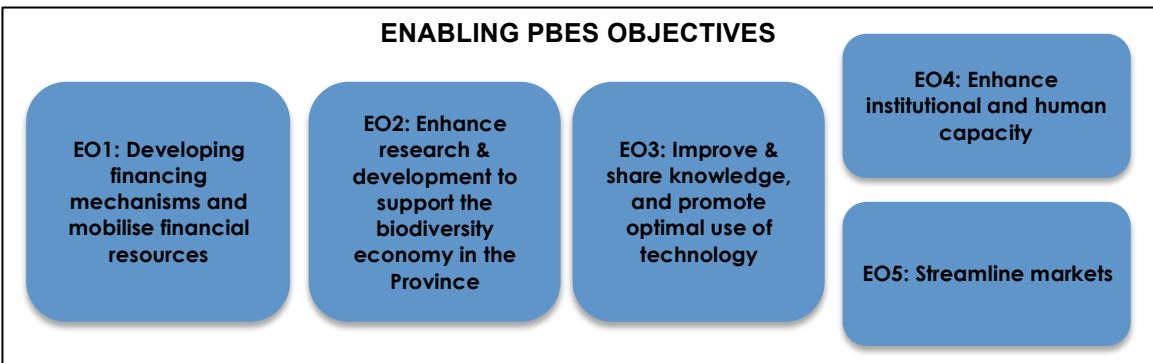 ENABLING PBES OBJECTIVES
EO1: Developing
financing
mechanisms and
mobilise financial
resources
EO2: Enhance
research &
development to
support the
biodiversity
economy in the
Province
EO3: Improve &
share knowledge,
and promote
optimal use of
technology
EO4: Enhance
institutional and human
capacity
EO5: Streamline markets